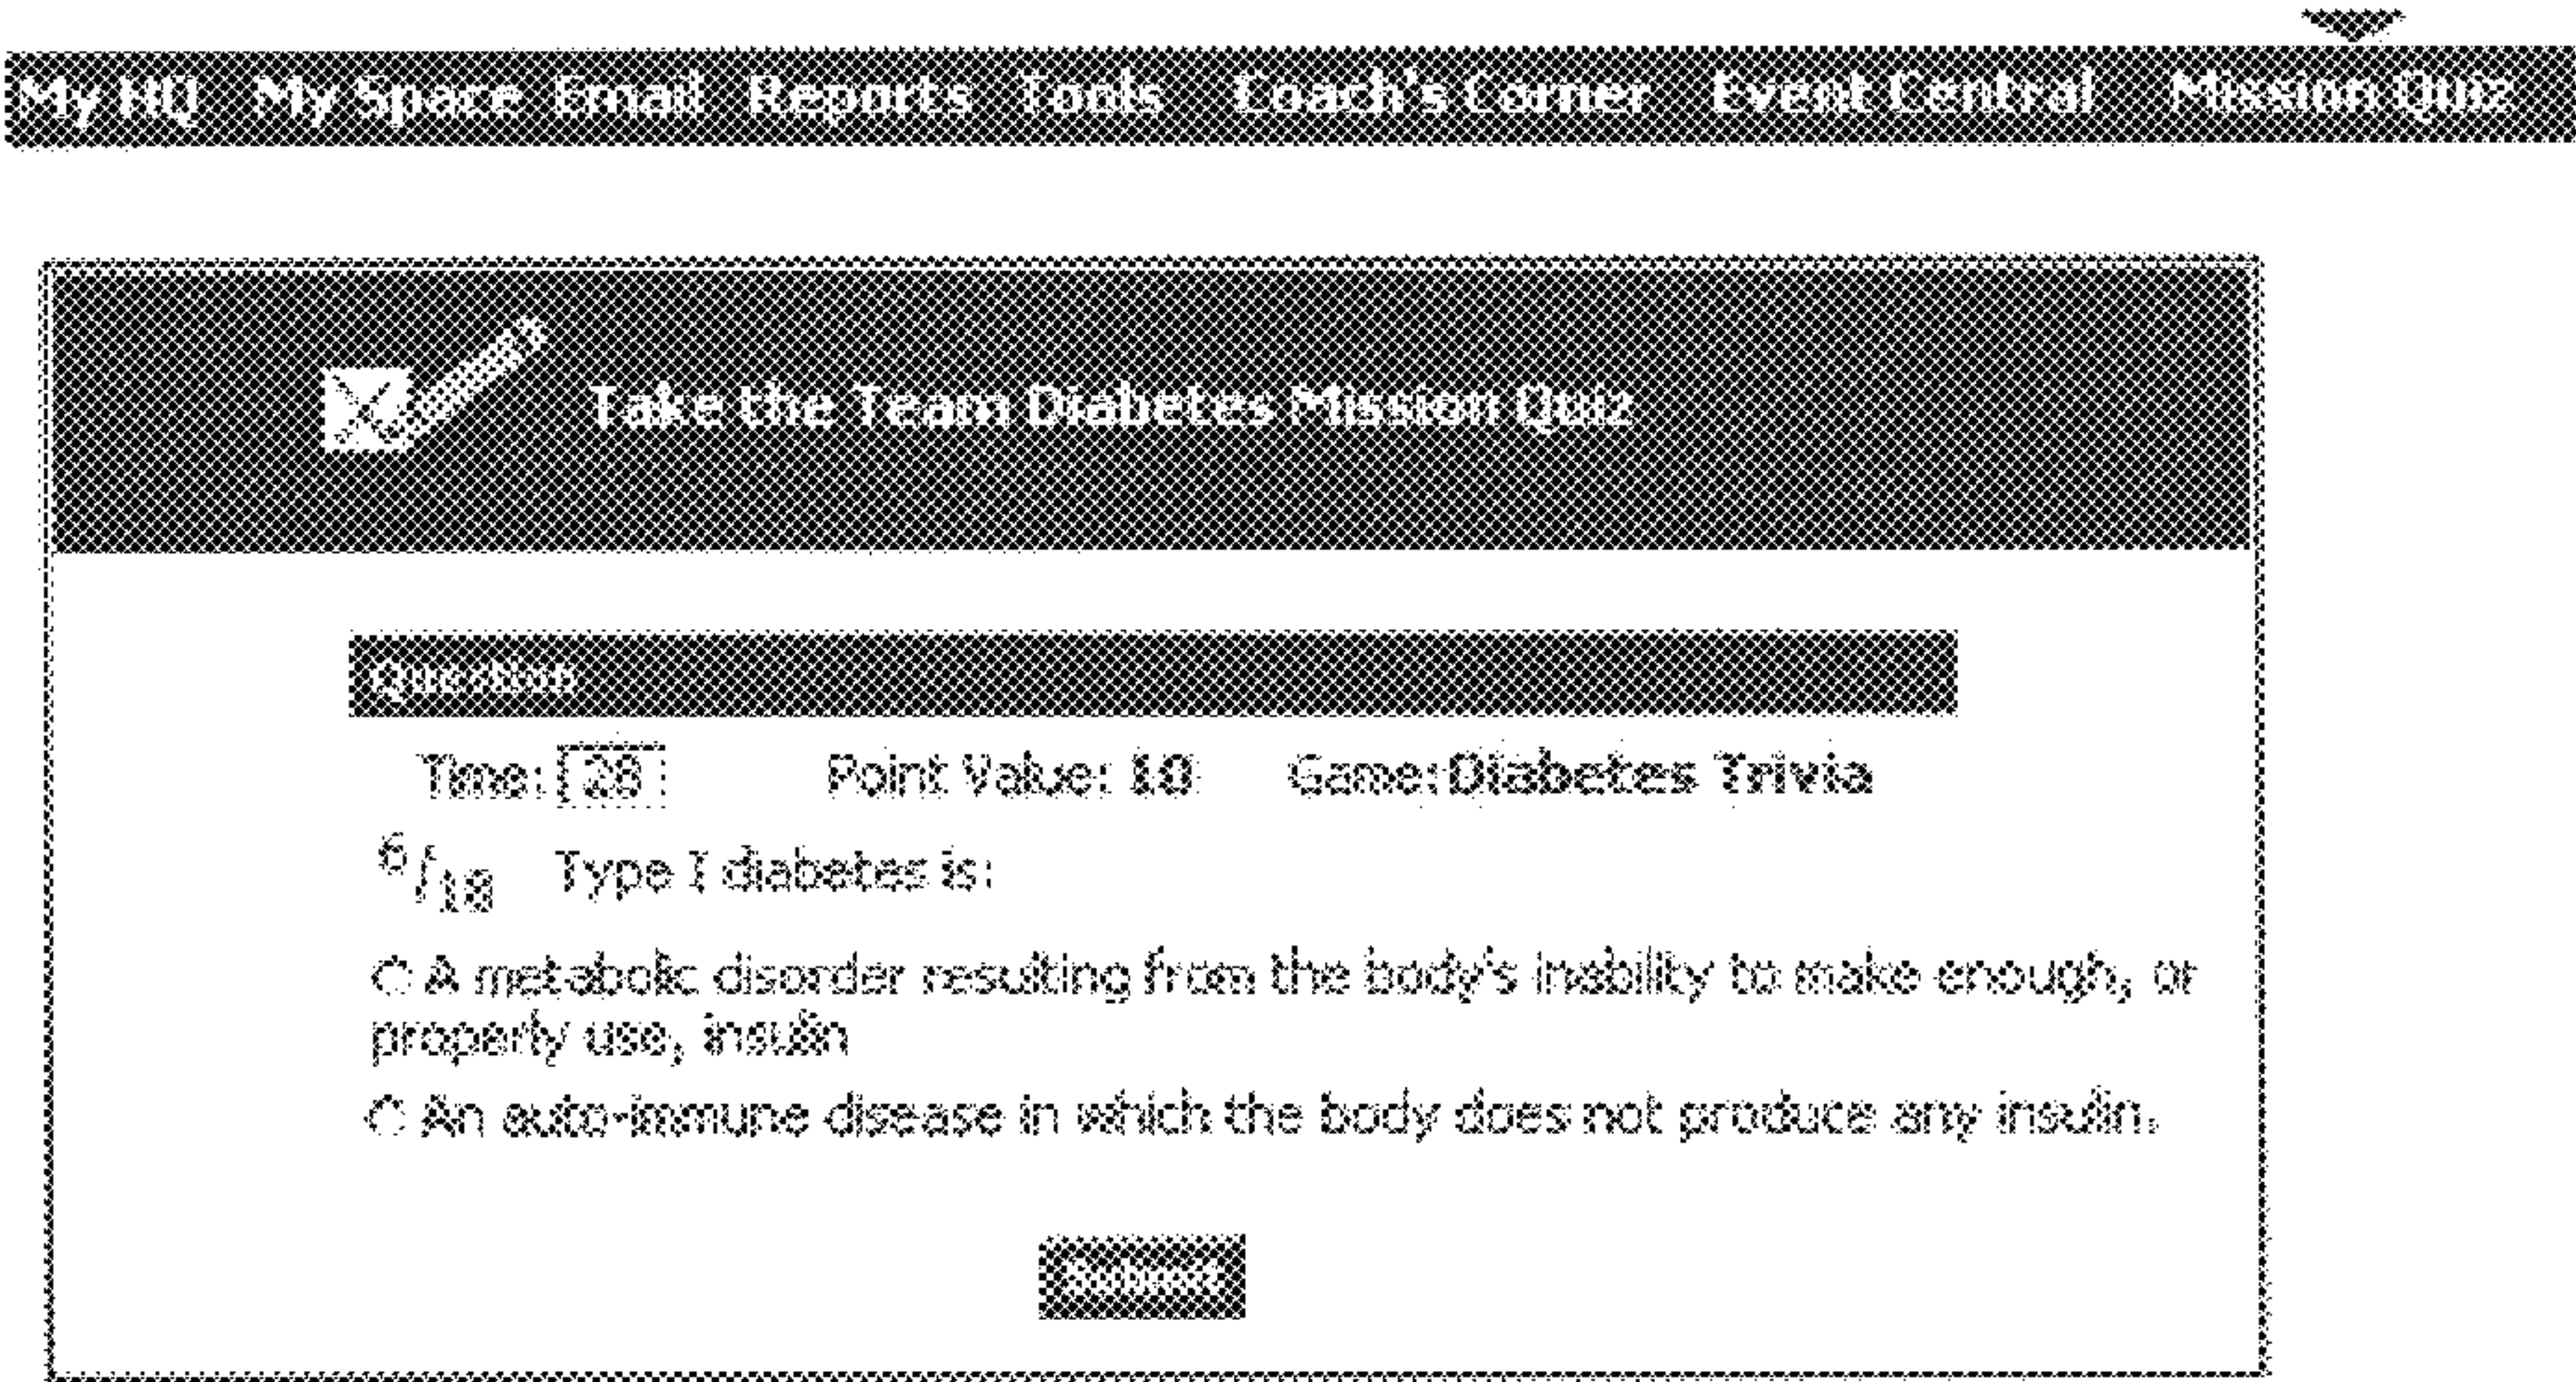 My HQ My Space Email Reports Tools Coach's Corner Event Central Mission Quiz
Take the Team Diabetes Mission Quiz
Question
Time: 28 Point Value: 10 Game: Diabetes Trivia
6/18 Type I diabetes is:
A metabolic disorder resulting from the body's inability to make enough, or
properly use, insulin
An auto-immune disease in which the body does not produce any insulin.
Submit